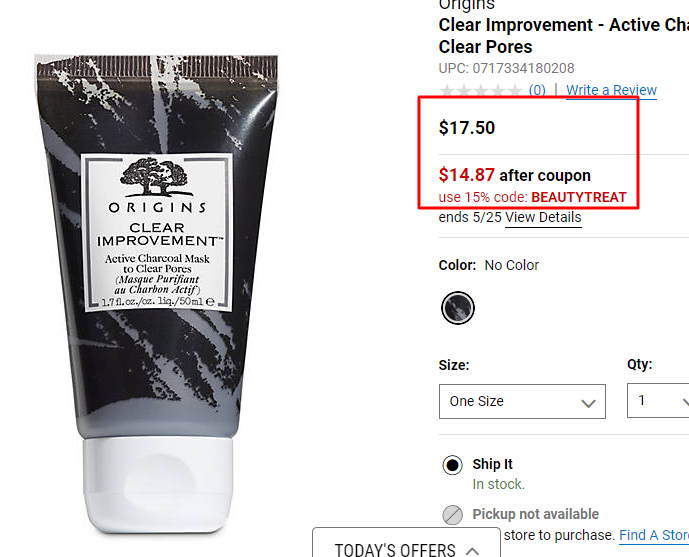 Origins
Clear Improvement - Active Cha
Clear Pores
UPC: 0717334180208
(0) | Write a Review
$17.50
$14.87 after coupon
use 15% code: BEAUTYTREAT
ends 5/25 View Details
Color: No Color
Size:
Qty:
One Size
1
Ship It
In stock.
Pickup not available
store to purchase. Find A Store
TODAY'S OFFERS
ORIGINS
CLEAR
IMPROVEMENT™
Active Charcoal Mask
to Clear Pores
(Masque Purifiant
au Charbon Actif)
1.7 fl.oz./oz. liq./50ml e